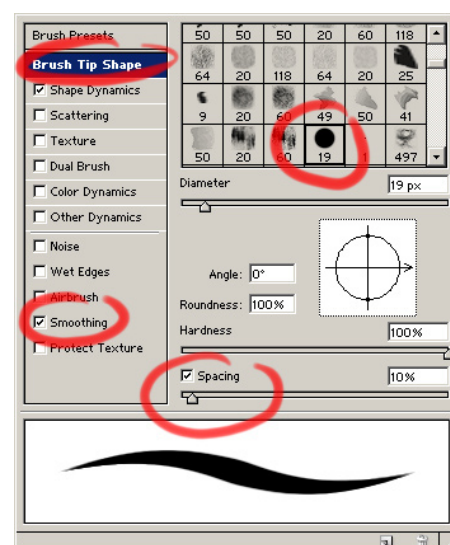 Brush Presets
Brush Tip Shape
Shape Dynamics
Scattering
Texture
Dual Brush
Color Dynamics
Other Dynamics
Noise
Wet Edges
Airbrush
Smoothing
Protect Texture
50 50 50 20 60 118
64 20 118 64 20 25
9 20 60 49 50 41
50 20 60 19 1 497
Diameter 19 px
Angle: 0°
Roundness: 100%
Hardness 100%
Spacing 10%